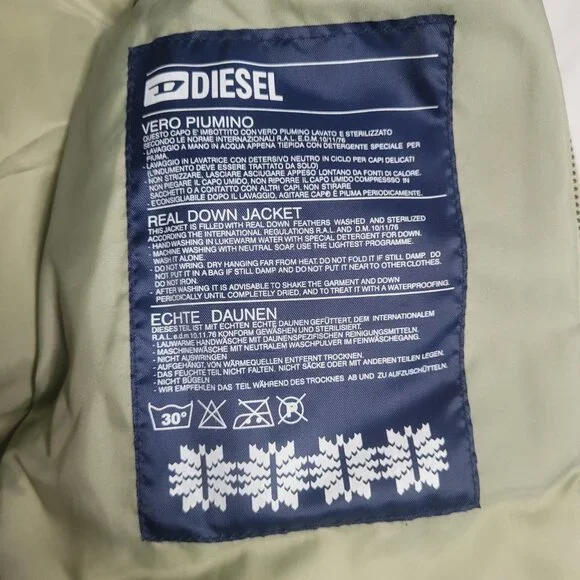 DIESEL
VERO PIUMINO
QUESTO CAPO E' IMBOTTITO CON VERO PIUMINO LAVATO E STERILIZZATO
SECONDO LE NORME INTERNAZIONALI R.A.L. E.D.M. 10/11/76
- LAVAGGIO A MANO IN ACQUA APPENA TIEPIDA CON DETERGENTE SPECIALE PER
PIUMA.
- LAVAGGIO IN LAVATRICE CON DETERSIVO NEUTRO IN CICLO PER CAPI DELICATI
(L'INDUMENTO DEVE ESSERE TRATTATO DA SOLO)
- NON STRIZZARE, LASCIARE ASCIUGARE APPESO LONTANO DA FONTI DI CALORE.
NON PIEGARE IL CAPO UMIDO, NON RIPORRE IL CAPO UMIDO COMPRESSO IN
SACCHETTI O A CONTATTO CON ALTRI CAPI, NON STIRARE
- E'CONSIGLIABILE DOPO IL LAVAGGIO, AGITARE IL CAPO E PIUMA PERIODICAMENTE.
REAL DOWN JACKET
THIS JACKET IS FILLED WITH REAL DOWN FEATHERS WASHED AND STERILIZED
ACCORDING THE INTERNATIONAL REGULATIONS R.A.L. AND D.M. 10/11/76
- HAND WASHING IN LUKEWARM WATER WITH SPECIAL DETERGENT FOR DOWN.
- MACHINE WASHING WITH NEUTRAL SOAP. USE THE LIGHTEST PROGRAMME.
WASH IT ALONE.
- DO NOT WRING. DRY HANGING FAR FROM HEAT. DO NOT FOLD IT IF STILL DAMP. DO
NOT PUT IT IN A BAG IF STILL DAMP AND DO NOT PUT IT NEAR TO OTHER CLOTHES.
DO NOT IRON.
- AFTER WASHING IT IS ADVISABLE TO SHAKE THE GARMENT AND DOWN
PERIODICALLY UNTIL COMPLETELY DRIED, AND TO TREAT IT WITH A WATERPROOFING.
ECHTE DAUNEN
DIESES TEIL IST MIT ECHTEN ECHTE DAUNEN GEFÜTTERT, DEM INTERNATIONALEM
R.A.L. e d.m.10.11.76 KONFORM GEWASCHEN UND STERILISIERT.
- LAUWARME HANDWÄSCHE MIT DAUNENSPEZIFISCHEN REINIGUNGSMITTELN.
- MASCHINENWÄSCHE MIT NEUTRALEM WASCHPULVER IM FEINWÄSCHEGANG.
- NICHT AUSWRINGEN
- AUFGEHÄNGT, VON WÄRMEQUELLEN ENTFERNT TROCKNEN.
- DAS FEUCHTE TEIL NICHT FALTEN. NICHT IN SÄCKE ODER MIT ANDEREN TEILEN LEGEN.
- NICHT BÜGELN
- WIR EMPFEHLEN DAS TEIL WÄHREND DES TROCKNES AB UND ZU AUFZUSCHÜTTELN.
30° P